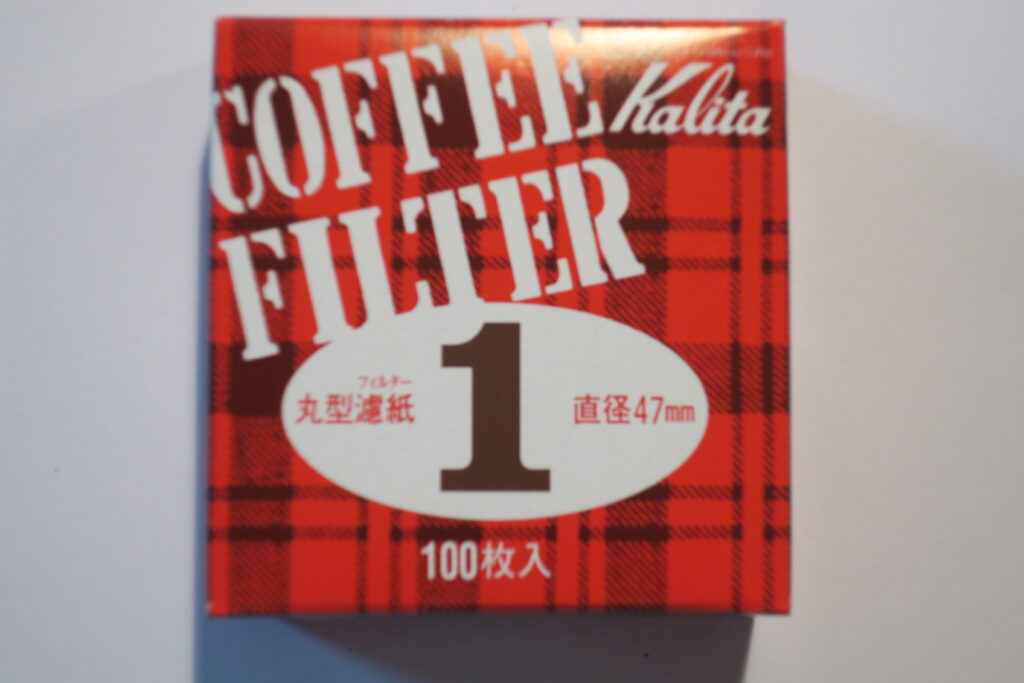 COFFEE
Kalita
FILTER
フィルター
丸型濾紙
1
直径47mm
100枚入